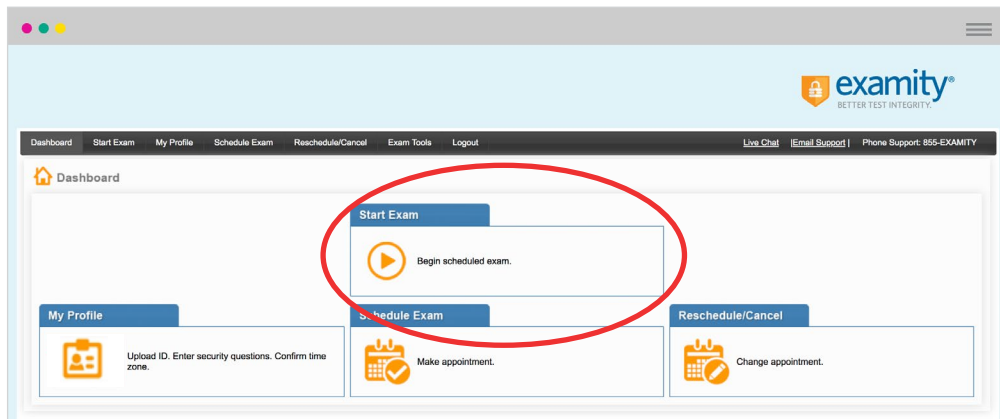 examity®
BETTER TEST INTEGRITY.
Dashboard Start Exam My Profile Schedule Exam Reschedule/Cancel Exam Tools Logout Live Chat |Email Support | Phone Support: 855-EXAMITY
Dashboard
Start Exam
Begin scheduled exam.
My Profile
Upload ID. Enter security questions. Confirm time
zone.
Schedule Exam
Make appointment.
Reschedule/Cancel
Change appointment.